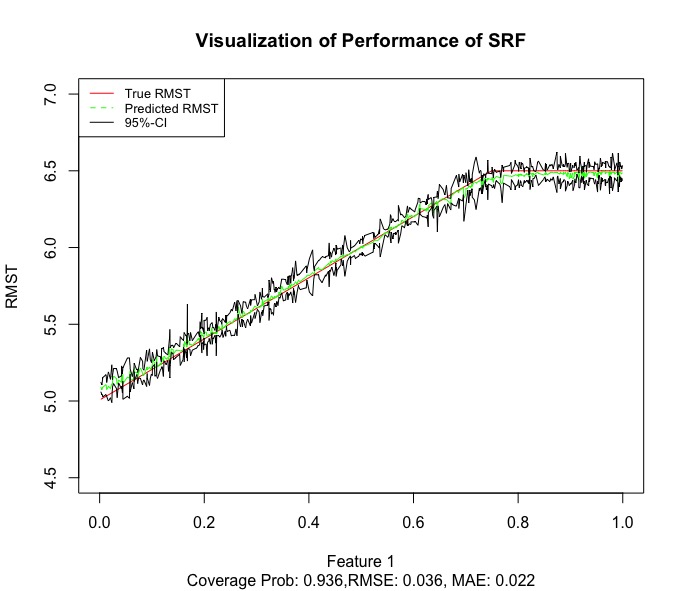 Visualization of Performance of SRF
True RMST
Predicted RMST
95%-CI
RMST
7.0
6.5
6.0
5.5
5.0
4.5
0.0 0.2 0.4 0.6 0.8 1.0
Feature 1
Coverage Prob: 0.936,RMSE: 0.036, MAE: 0.022